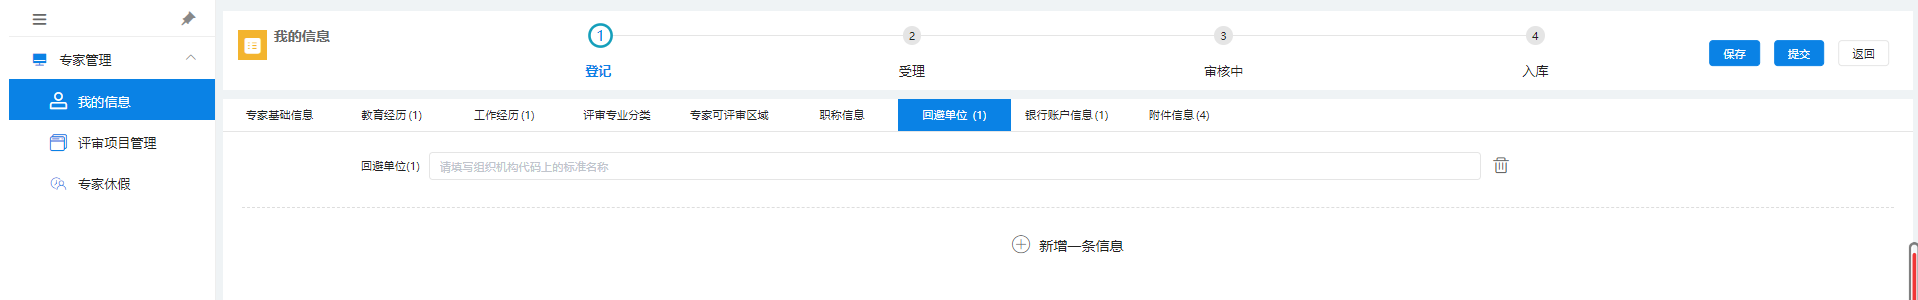 专家管理
我的信息
评审项目管理
专家休假
我的信息
1 2 3 4
登记 受理 审核中 入库
保存 提交 返回
专家基础信息 教育经历(1) 工作经历(1) 评审专业分类 专家可评审区域 职称信息 回避单位 (1) 银行账户信息(1) 附件信息(4)
回避单位(1) 请填写组织机构代码上的标准名称
新增一条信息